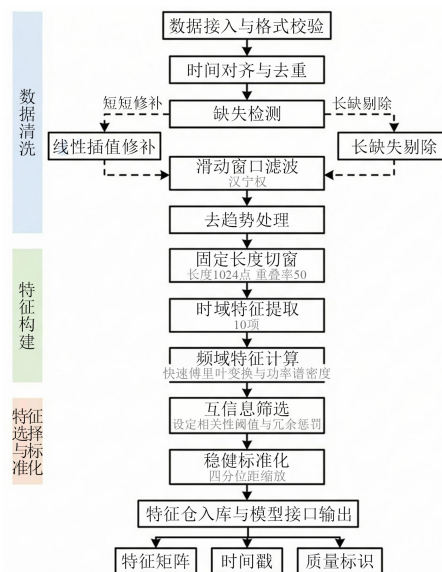 数据接入与格式校验
时间对齐与去重
短短修补
缺失检测
长缺剔除
线性插值修补
长缺失剔除
滑动窗口滤波
汉宁权
去趋势处理
数据清洗
固定长度切窗
长度1024点 重叠率50
时域特征提取
10项
频域特征计算
快速傅里叶变换与功率谱密度
特征构建
互信息筛选
设定相关性阈值与冗余惩罚
稳健标准化
四分位距缩放
特征选择与标准化
特征仓入库与模型接口输出
特征矩阵
时间戳
质量标识